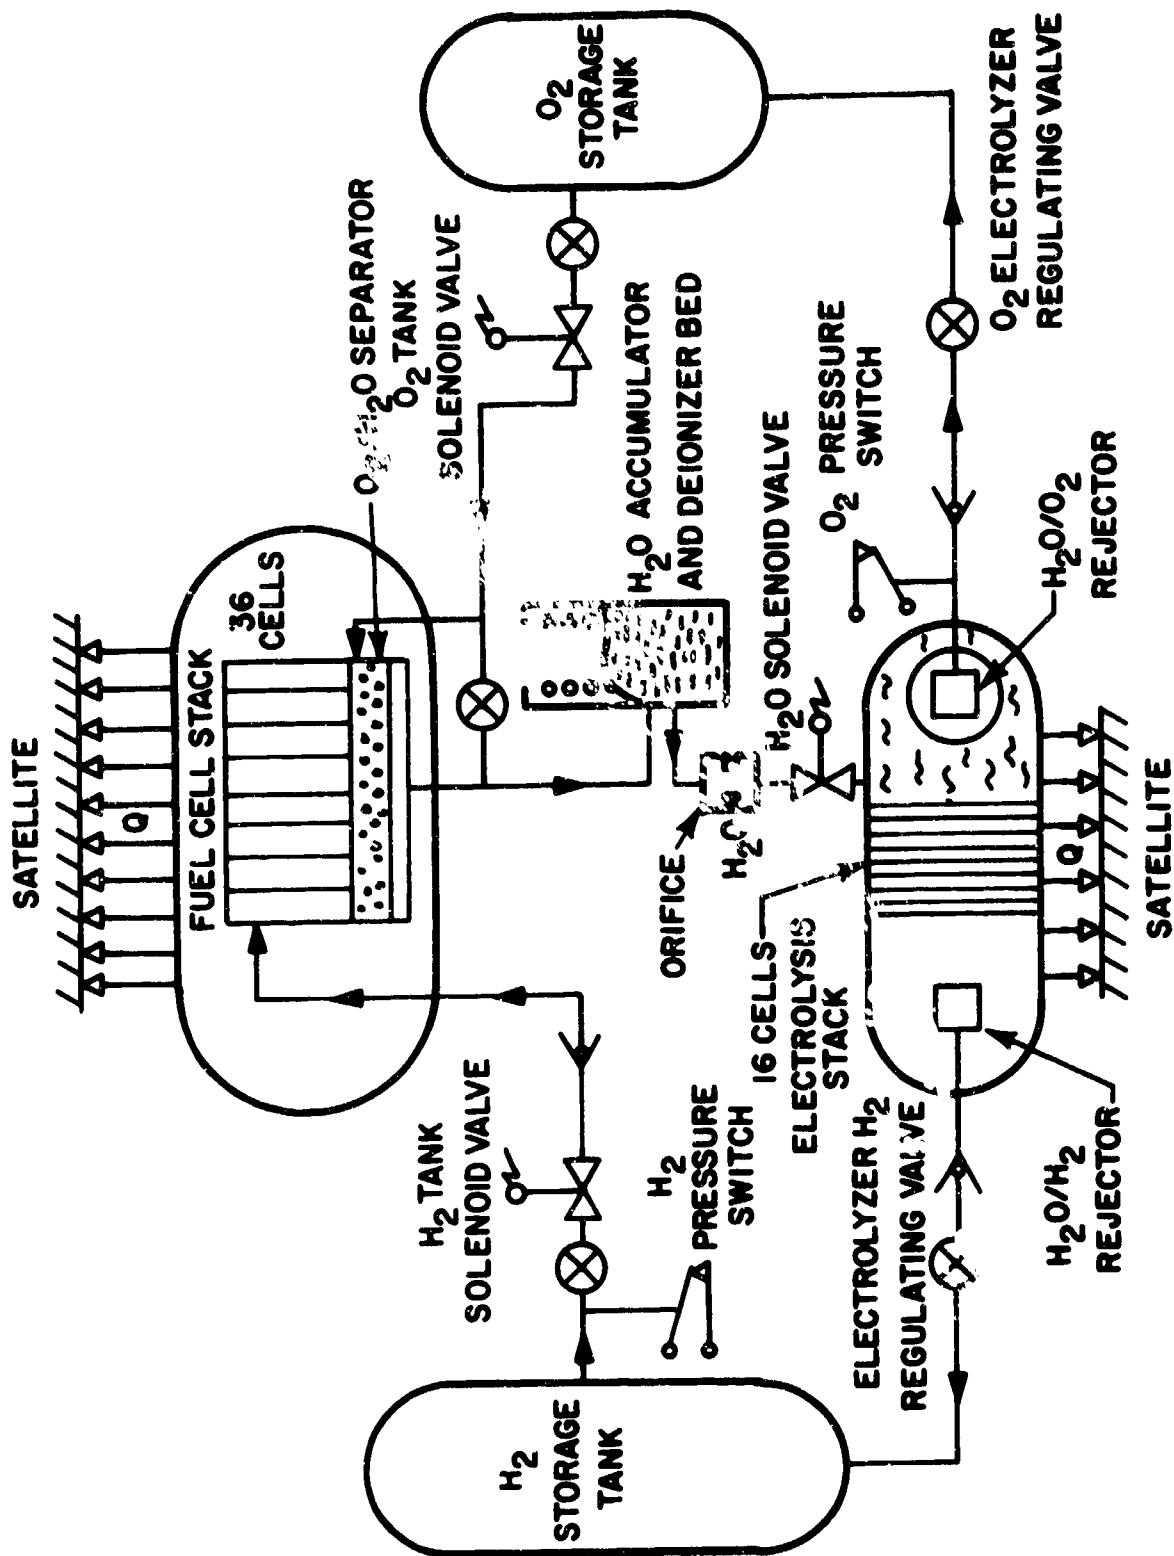 SATELLITE
Q
FUEL CELL STACK
36
CELLS
O2 STORAGE
TANK
SEPARATOR
O2 TANK
SOLENOID VALVE
H2 TANK
SOLENOID VALVE
H2O ACCUMULATOR
AND DEIONIZER BED
H2
STORAGE
TANK
H2
PRESSURE
SWITCH
ORIFICE
H2O
H2O SOLENOID VALVE
16 CELLS
ELECTROLYSIS
STACK
O2 PRESSURE
SWITCH
ELECTROLYZER H2
REGULATING VALVE
O2 ELECTROLYZER
REGULATING VALVE
Q
H2O/H2
REJECTOR
H2O/O2
REJECTOR
SATELLITE